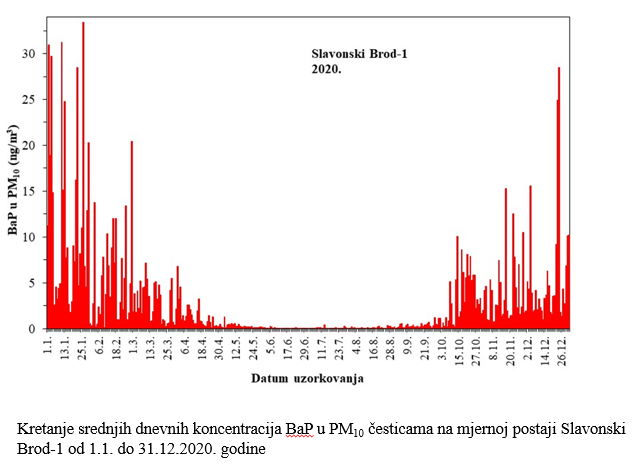 Slavonski Brod-1
2020.
BaP u PM10 (ng/m³)
30
25
20
15
10
5
0
1.1. 13.1. 25.1. 6.2. 18.2. 1.3. 13.3. 25.3. 6.4. 18.4. 30.4. 12.5. 24.5. 5.6. 17.6. 29.6. 11.7. 23.7. 4.8. 16.8. 28.8. 9.9. 21.9. 3.10. 15.10. 27.10. 8.11. 20.11. 2.12. 14.12. 26.12.
Datum uzorkovanja
Kretanje srednjih dnevnih koncentracija BaP u PM10 česticama na mjernoj postaji Slavonski
Brod-1 od 1.1. do 31.12.2020. godine